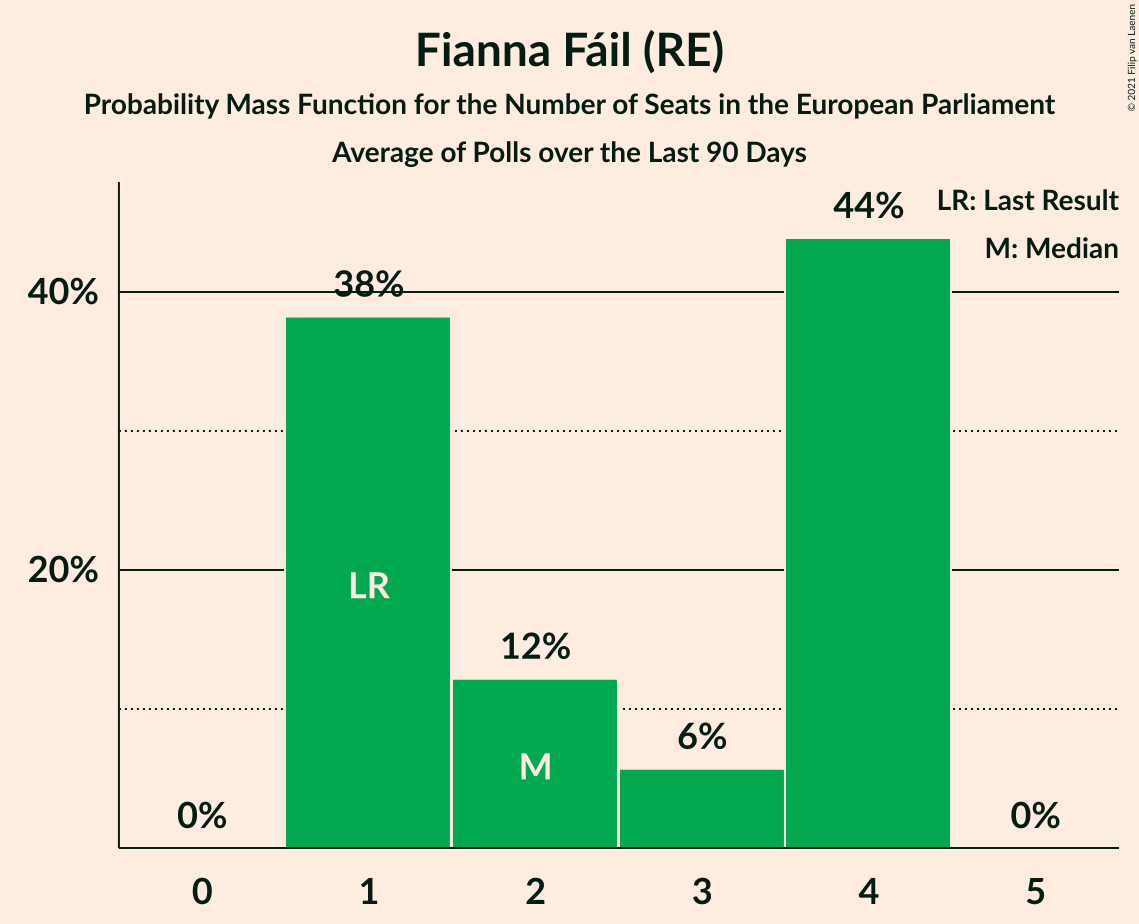 Fianna Fáil (RE)
Probability Mass Function for the Number of Seats in the European Parliament
Average of Polls over the Last 90 Days
© 2021 Filip van Laenen
LR: Last Result
M: Median
44%
38%
40%
20%
LR
12%
M
6%
0%
0%
0 1 2 3 4 5